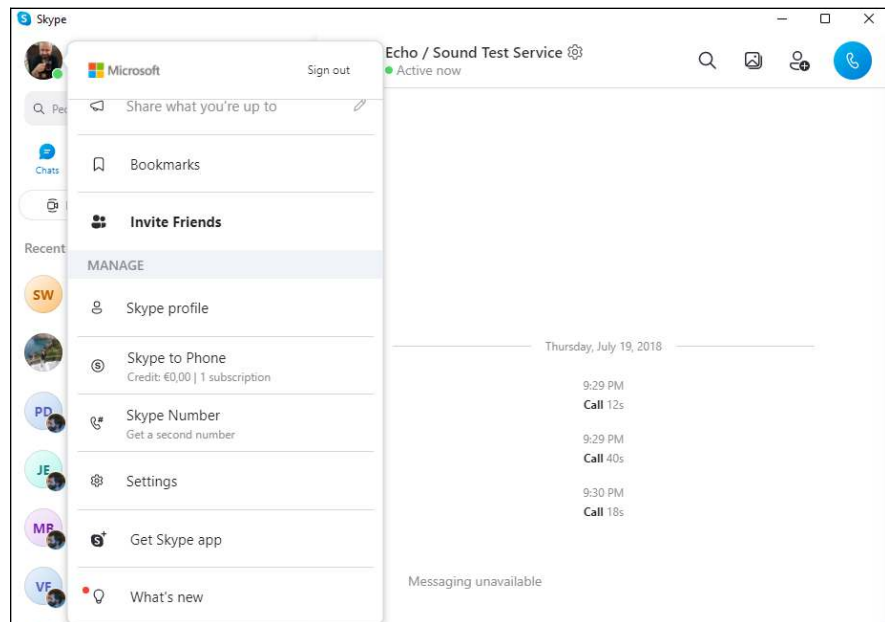 Skype
Microsoft
Sign out
Echo / Sound Test Service
Active now
Share what you're up to
Chats
Bookmarks
Invite Friends
Recent
MANAGE
SW
Skype profile
Thursday, July 19, 2018
Skype to Phone
Credit: €0,00 | 1 subscription
9:29 PM
Call 12s
PD
Skype Number
Get a second number
9:29 PM
Call 40s
JE
Settings
9:30 PM
Call 18s
Get Skype app
Messaging unavailable
What's new